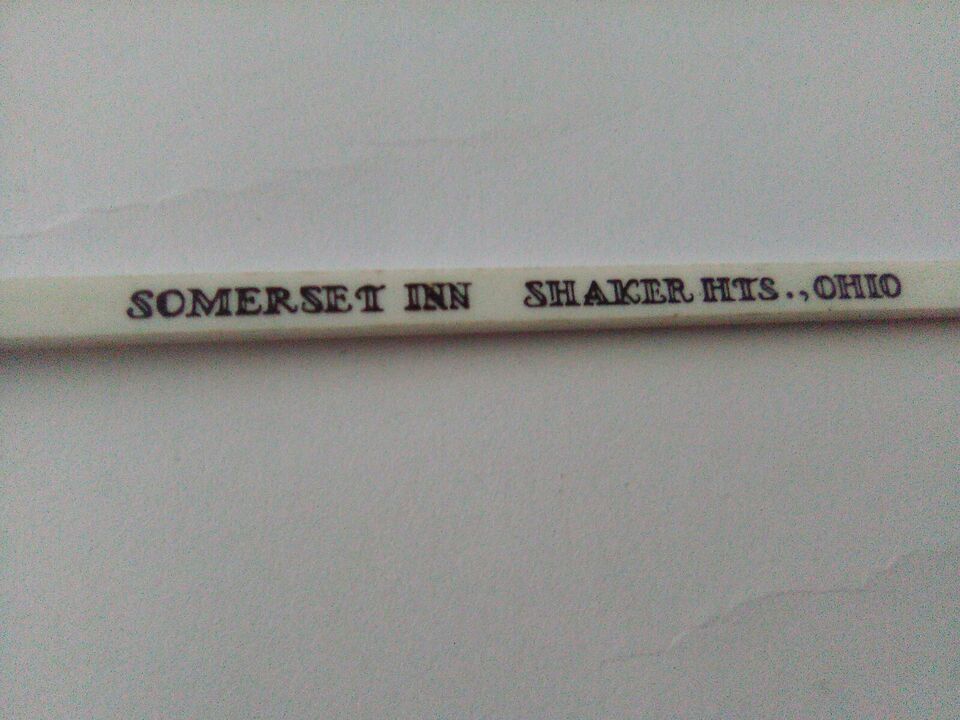 SOMERSET INN SHAKER HTS., OHIO